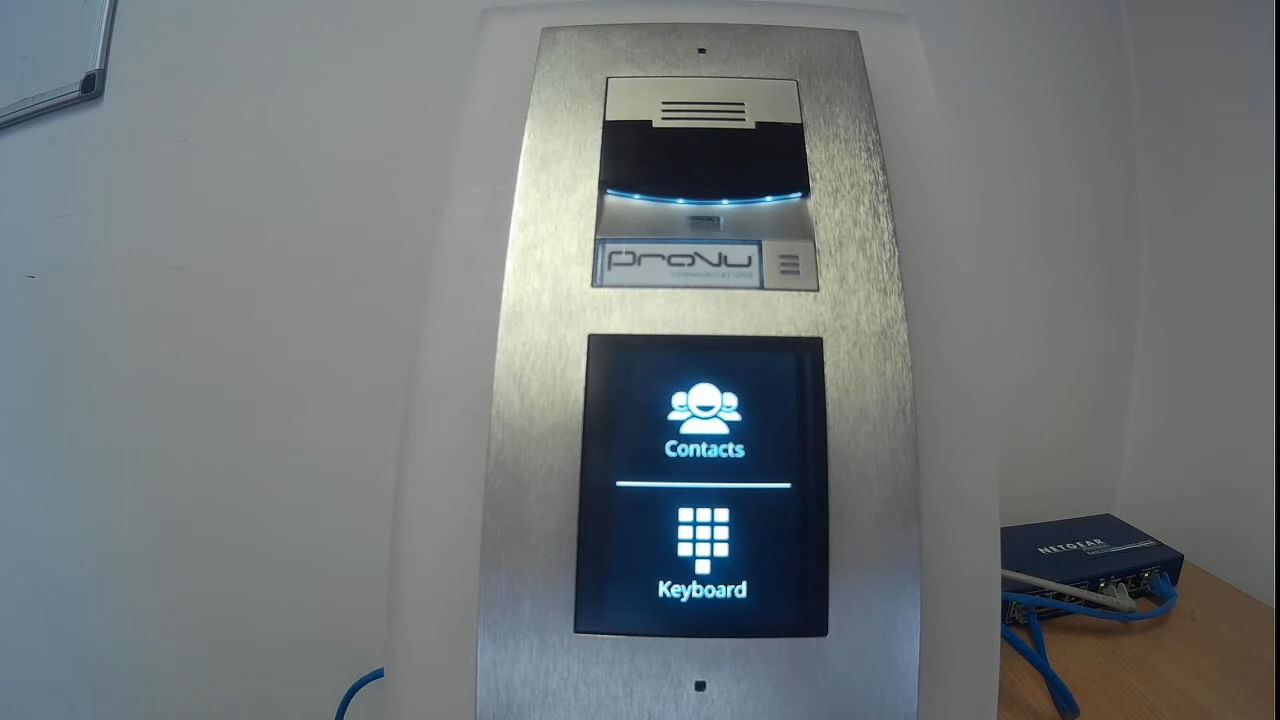 proVu
COMMUNICATIONS
Contacts
Keyboard
NETGEAR